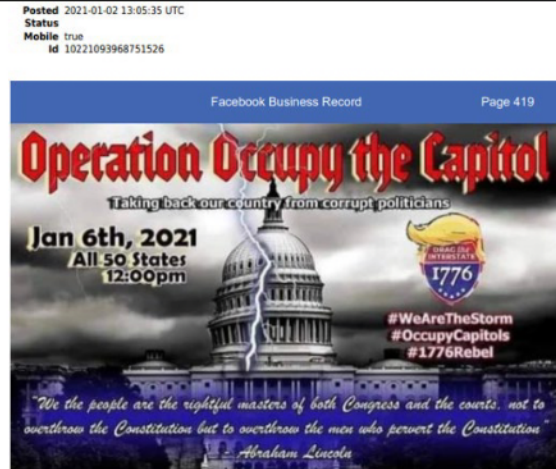 Posted 2021-01-02 13:05:35 UTC
Status
Mobile true
Id 10221093968751526
Facebook Business Record Page 419
Operation Occupy the Capitol
Taking back our country from corrupt politicians
Jan 6th, 2021
All 50 States
12:00pm
DRAG THE
INTERSTATE
1776
#WeAreTheStorm
#OccupyCapitols
#1776Rebel
"We the people are the rightful masters of both Congress and the courts, not to
overthrow the Constitution but to overthrow the men who pervert the Constitution"
- Abraham Lincoln